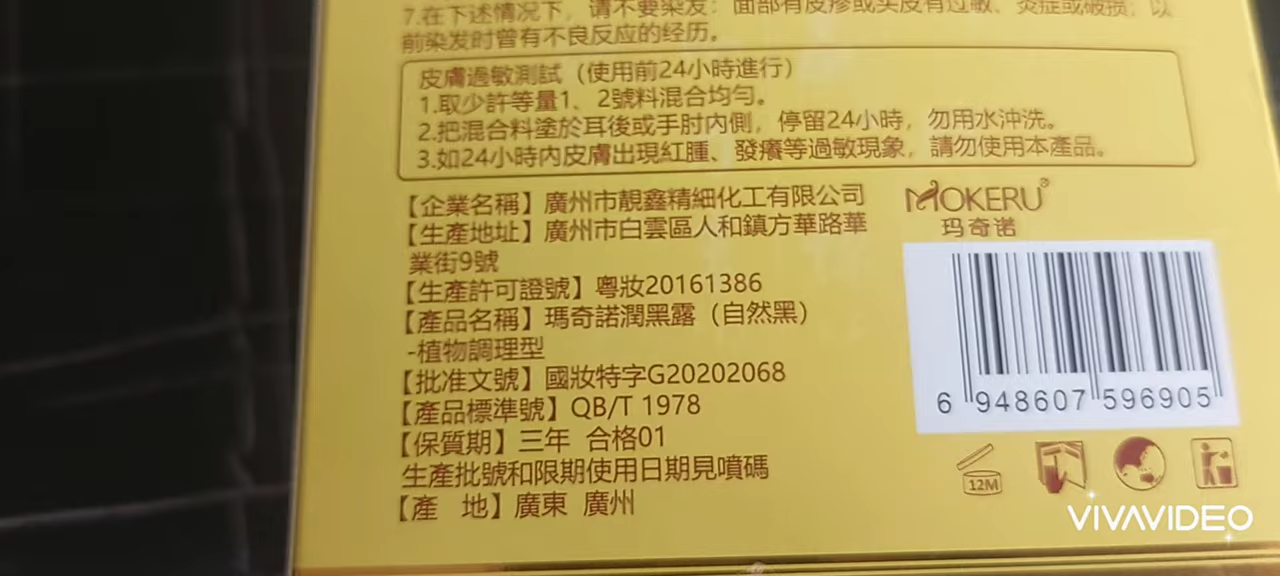 7.在下述情况下，请不要染发：面部有皮疹或头皮有过敏、炎症或破损；以
前染发时曾有不良反应的经历。
皮膚過敏測試（使用前24小時進行）
1.取少許等量1、2號料混合均勻。
2.把混合料塗於耳後或手肘內側，停留24小時，勿用水沖洗。
3.如24小時內皮膚出現紅腫、發癢等過敏現象，請勿使用本產品。
【企業名稱】廣州市靚鑫精細化工有限公司
【生產地址】廣州市白雲區人和鎮方華路華
業街9號
【生產許可證號】粵妝20161386
【產品名稱】瑪奇諾潤黑露（自然黑）
-植物調理型
【批准文號】國妝特字G20202068
【產品標準號】QB/T 1978
【保質期】三年 合格01
生產批號和限期使用日期見噴碼
【產 地】廣東 廣州
MOKERU®
玛奇诺
6 948607 596905
12M
VIVAVIDEO